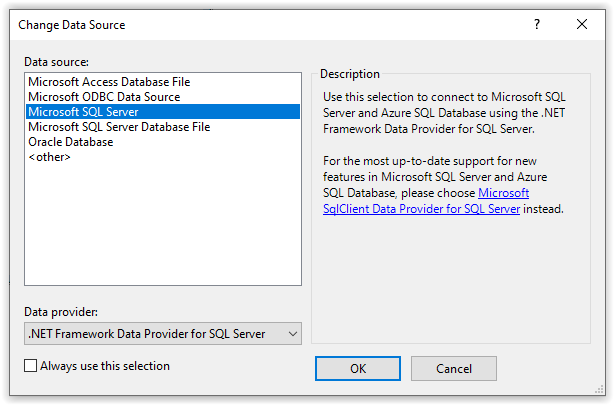 Change Data Source
?
Data source:
Microsoft Access Database File
Microsoft ODBC Data Source
Microsoft SQL Server
Microsoft SQL Server Database File
Oracle Database
<other>
Description
Use this selection to connect to Microsoft SQL
Server and Azure SQL Database using the .NET
Framework Data Provider for SQL Server.
For the most up-to-date support for new
features in Microsoft SQL Server and Azure
SQL Database, please choose Microsoft
SqlClient Data Provider for SQL Server instead.
Data provider:
.NET Framework Data Provider for SQL Server
Always use this selection
OK
Cancel